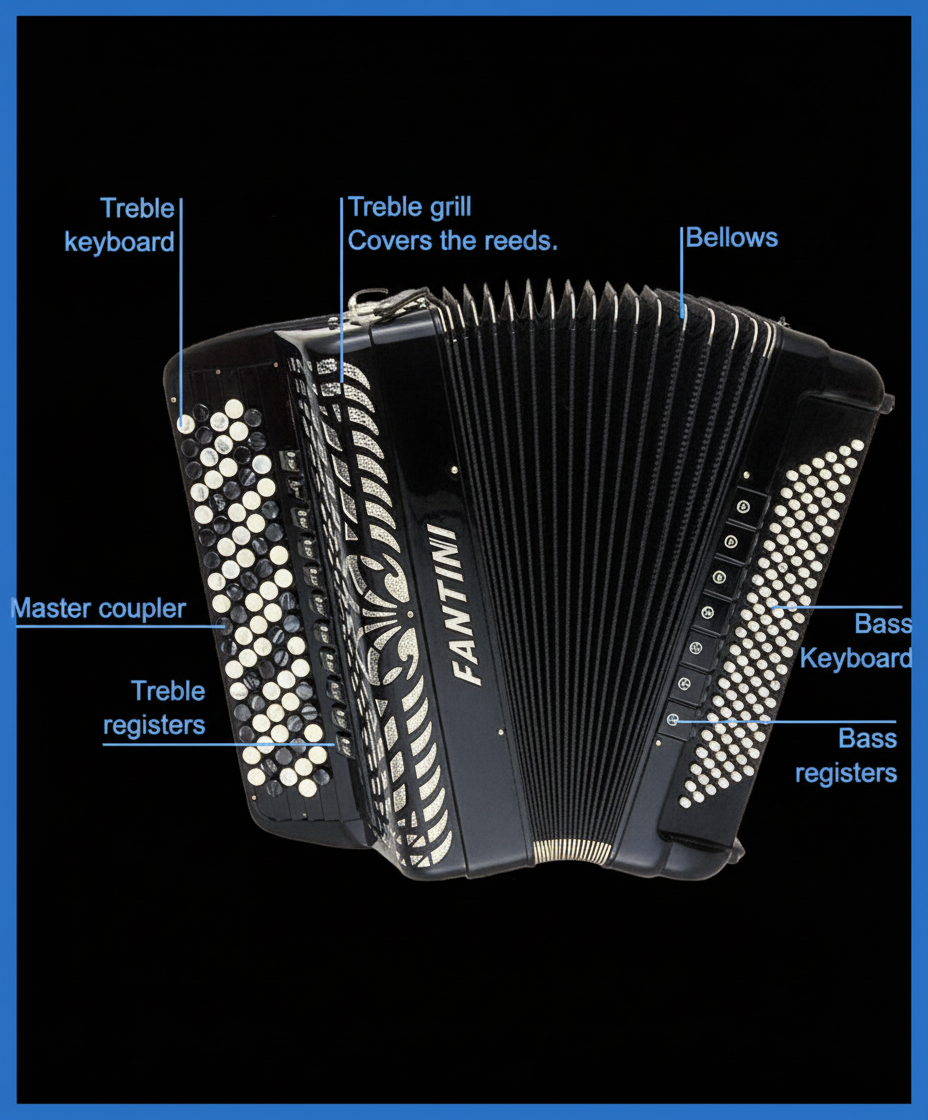 Treble
keyboard
Treble grill
Covers the reeds.
Bellows
FANTINI
Master coupler
Bass
Keyboard
Treble
registers
Bass
registers